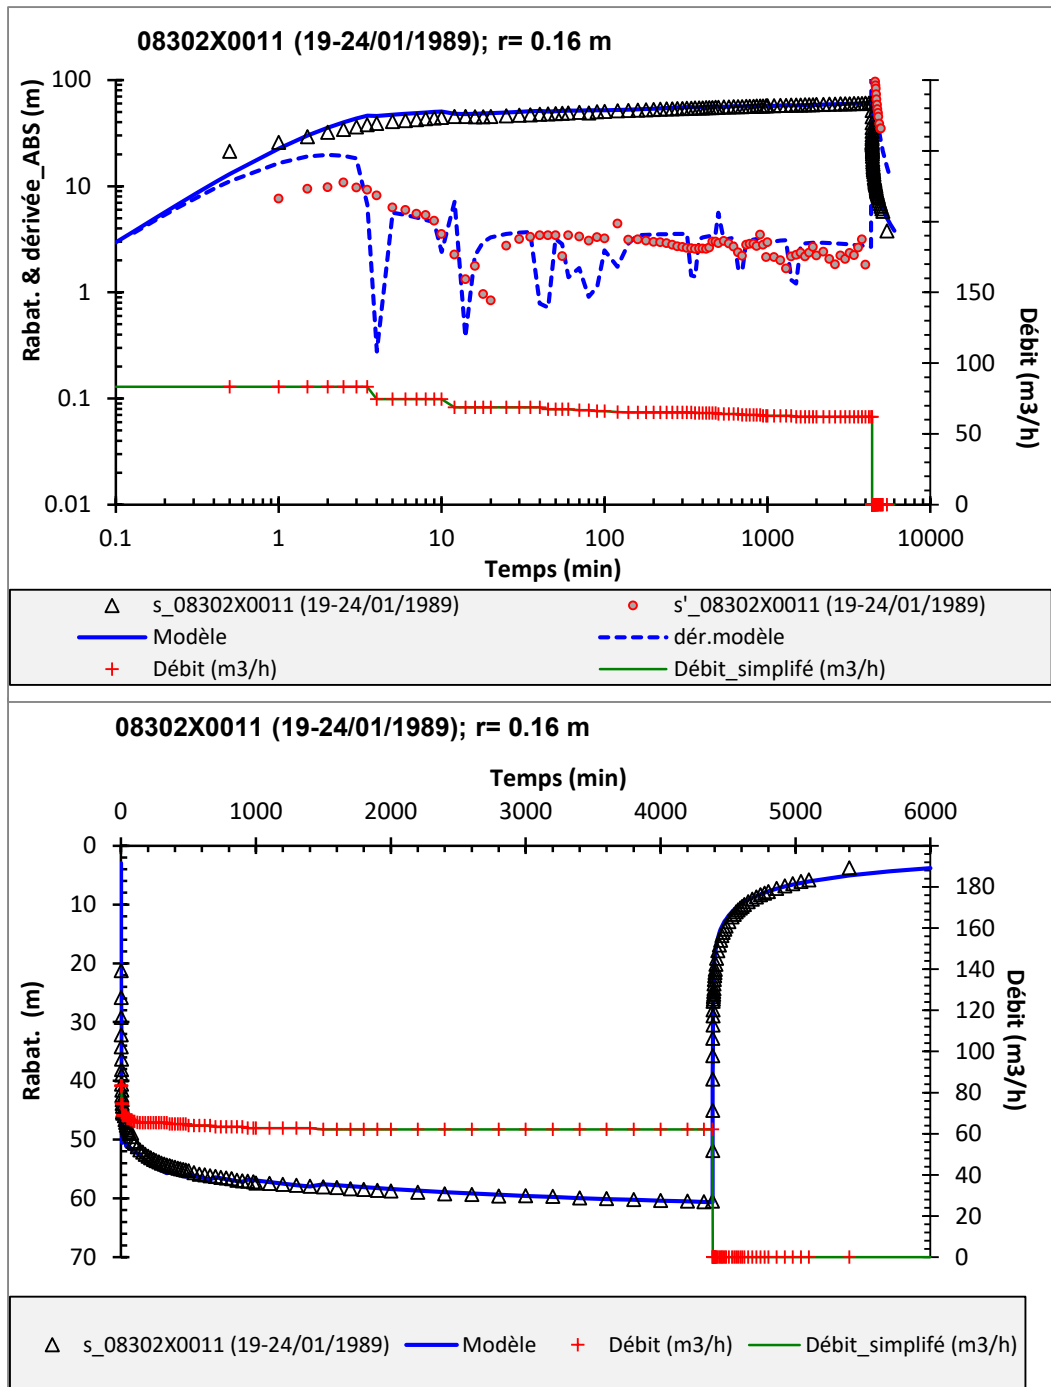 08302X0011 (19-24/01/1989); r= 0.16 m
Rabat. & dérivée_ABS (m)
100
10
1
0.1
0.01
150
100
50
0
Débit (m3/h)
0.1 1 10 100 1000 10000
Temps (min)
s_08302X0011 (19-24/01/1989) s'_08302X0011 (19-24/01/1989)
Modèle dér.modèle
Débit (m3/h) Débit_simplifé (m3/h)
08302X0011 (19-24/01/1989); r= 0.16 m
Temps (min)
0 1000 2000 3000 4000 5000 6000
Rabat. (m)
0
10
20
30
40
50
60
70
180
160
140
120
100
80
60
40
20
0
Débit (m3/h)
s_08302X0011 (19-24/01/1989) Modèle Débit (m3/h) Débit_simplifé (m3/h)